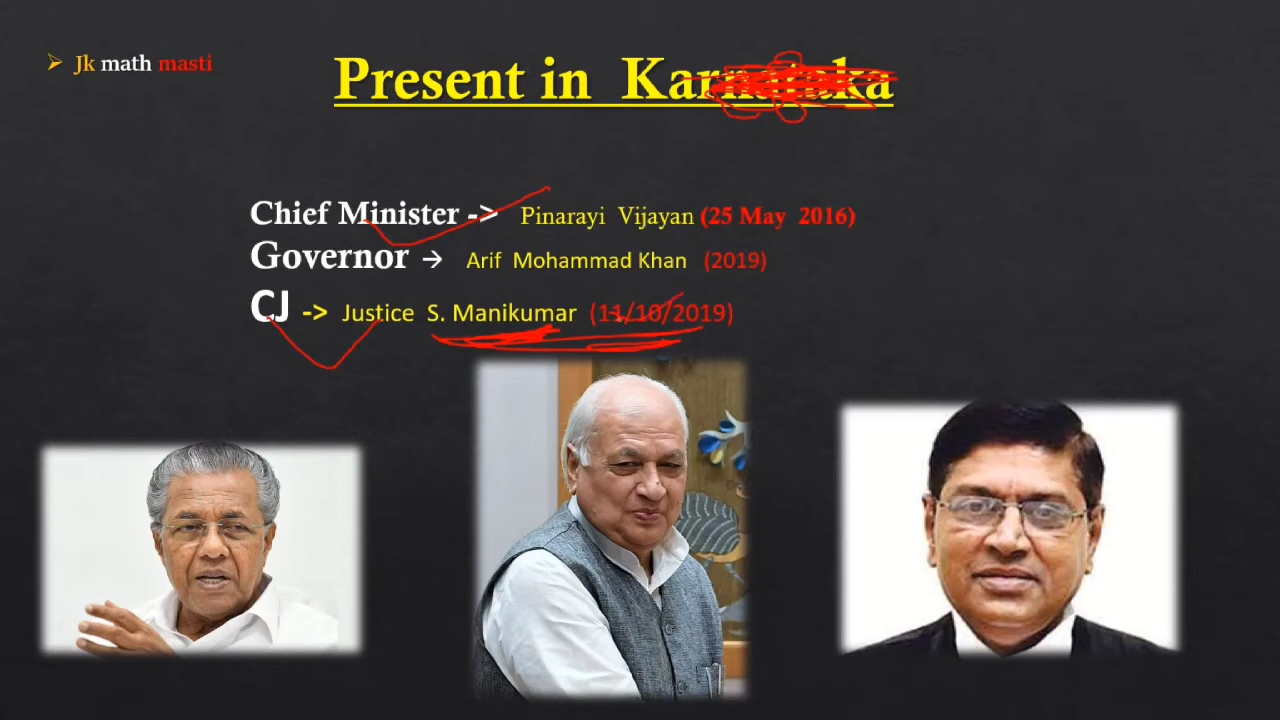 Jk math masti
Present in Karnataka
Chief Minister -> Pinarayi Vijayan (25 May 2016)
Governor → Arif Mohammad Khan (2019)
CJ -> Justice S. Manikumar (11/10/2019)